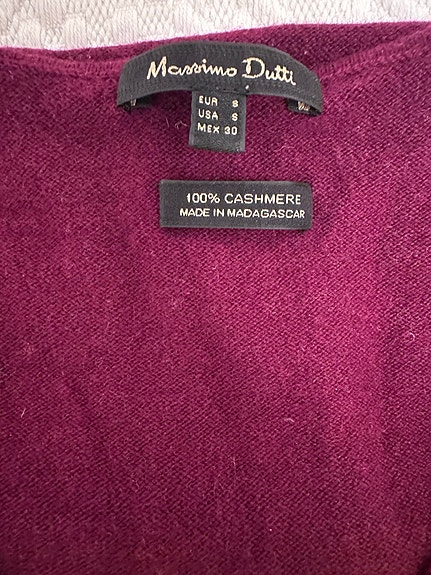 Massimo Dutti
EUR S
USA S
MEX 30
100% CASHMERE
MADE IN MADAGASCAR